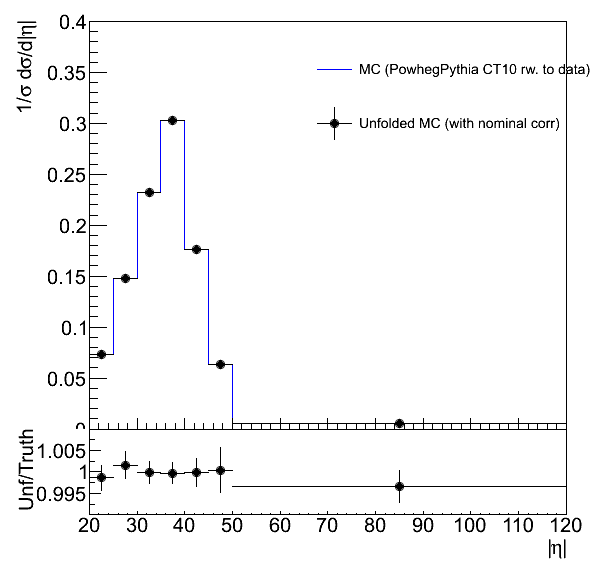 0.4
1/σ dσ/d|η|
0.35
MC (PowhegPythia CT10 rw. to data)
0.3
Unfolded MC (with nominal corr)
0.25
0.2
0.15
0.1
0.05
0
Unf/Truth
1.005
1
0.995
20 30 40 50 60 70 80 90 100 110 120
|η|